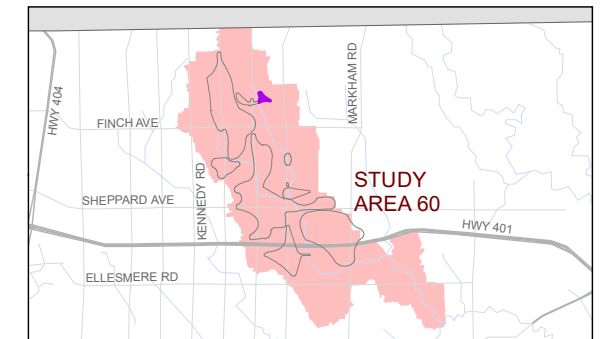 HWY 404
MARKHAM RD
FINCH AVE
KENNEDY RD
STUDY
AREA 60
SHEPPARD AVE
HWY 401
ELLESMERE RD